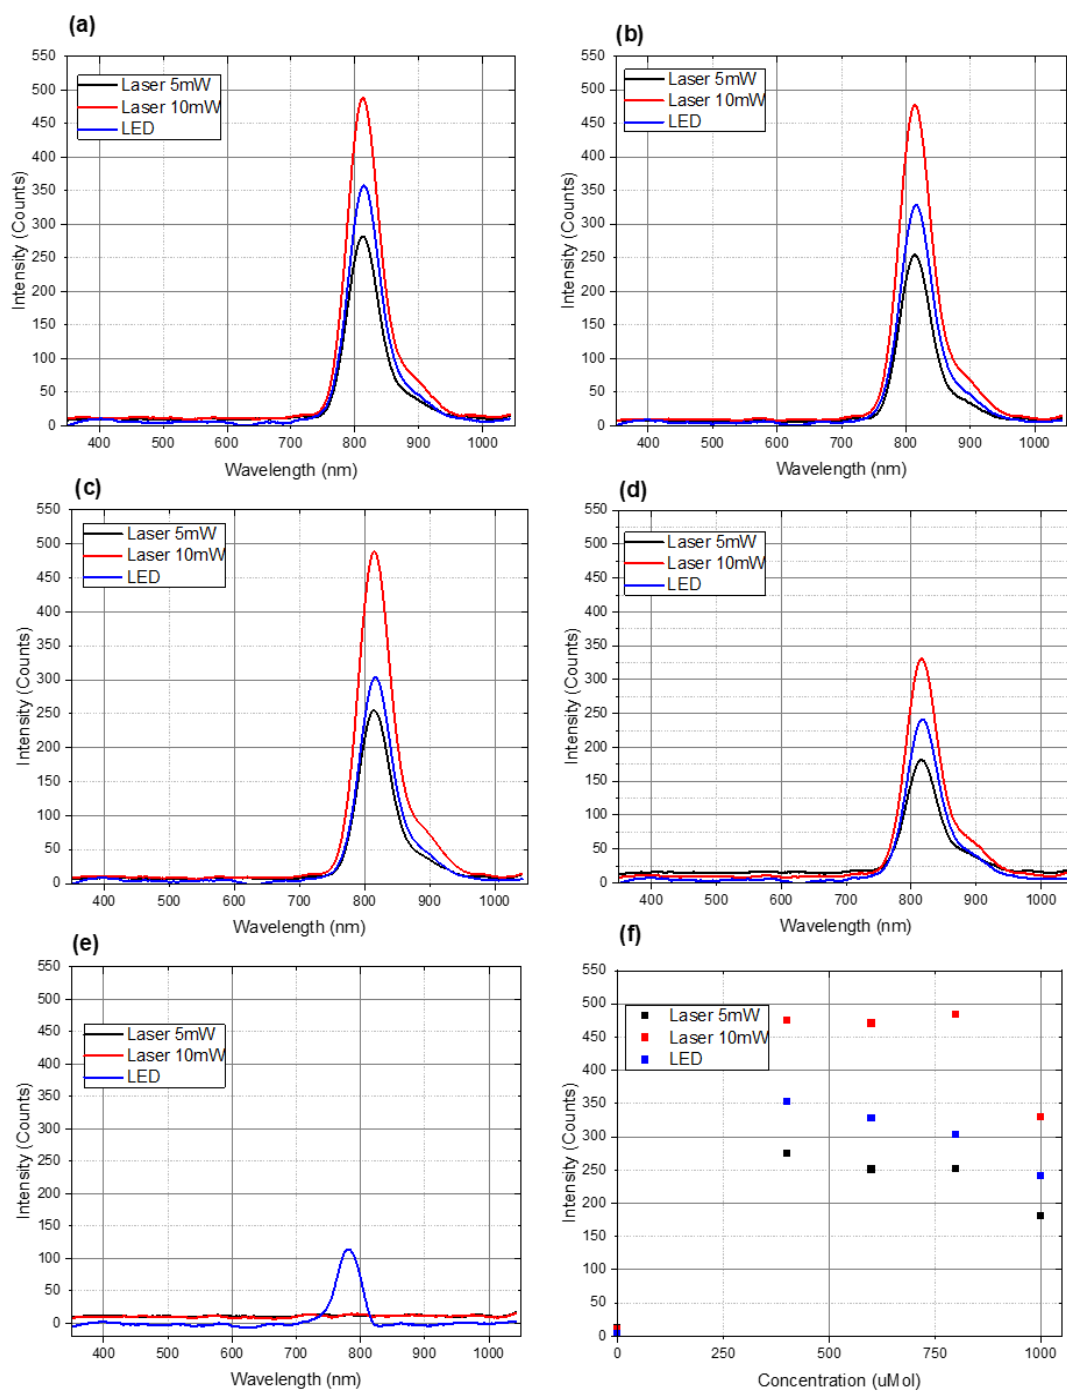 (a)
550
500
450
400
350
300
250
200
150
100
50
0
Intensity (Counts)
Laser 5mW
Laser 10mW
LED
400 500 600 700 800 900 1000
Wavelength (nm)
(b)
550
500
450
400
350
300
250
200
150
100
50
0
Intensity (Counts)
Laser 5mW
Laser 10mW
LED
400 500 600 700 800 900 1000
Wavelength (nm)
(c)
550
500
450
400
350
300
250
200
150
100
50
0
Intensity (Counts)
Laser 5mW
Laser 10mW
LED
400 500 600 700 800 900 1000
Wavelength (nm)
(d)
550
500
450
400
350
300
250
200
150
100
50
0
Intensity (Counts)
Laser 5mW
Laser 10mW
LED
400 500 600 700 800 900 1000
Wavelength (nm)
(e)
550
500
450
400
350
300
250
200
150
100
50
0
Intensity (Counts)
Laser 5mW
Laser 10mW
LED
400 500 600 700 800 900 1000
Wavelength (nm)
(f)
550
500
450
400
350
300
250
200
150
100
50
0
Intensity (Counts)
Laser 5mW
Laser 10mW
LED
0 250 500 750 1000
Concentration (uMol)